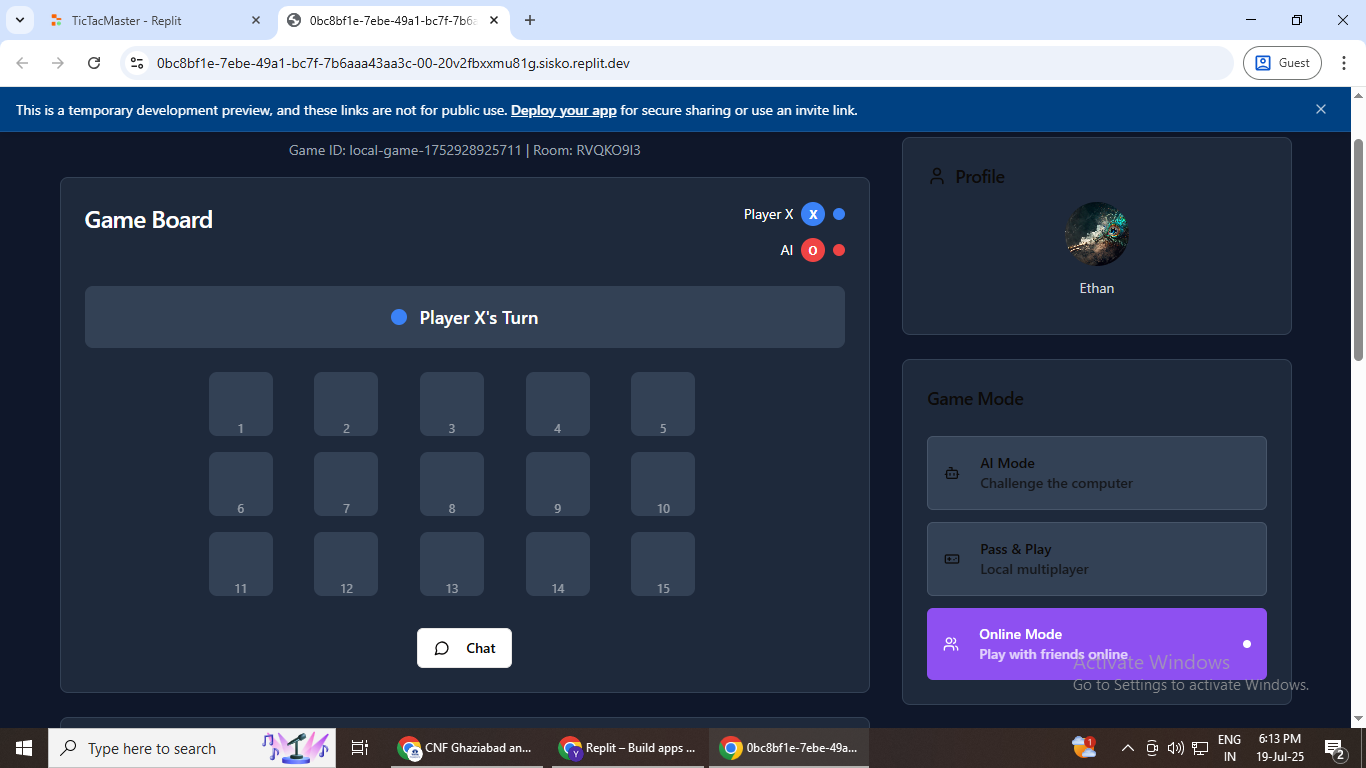 TicTacMaster - Replit
0bc8bf1e-7ebe-49a1-bc7f-7b6a
0bc8bf1e-7ebe-49a1-bc7f-7b6aaa43aa3c-00-20v2fbxxmu81g.sisko.replit.dev
Guest
This is a temporary development preview, and these links are not for public use. Deploy your app for secure sharing or use an invite link.
Game ID: local-game-1752928925711 | Room: RVQKO9I3
Game Board
Player X X
AI O
Player X's Turn
1 2 3 4 5
6 7 8 9 10
11 12 13 14 15
Chat
Profile
Ethan
Game Mode
AI Mode
Challenge the computer
Pass & Play
Local multiplayer
Online Mode
Play with friends online
Activate Windows
Go to Settings to activate Windows.
Type here to search
CNF Ghaziabad an...
Y
Replit – Build apps ...
0bc8bf1e-7ebe-49a...
1
ENG
IN
6:13 PM
19-Jul-25
2